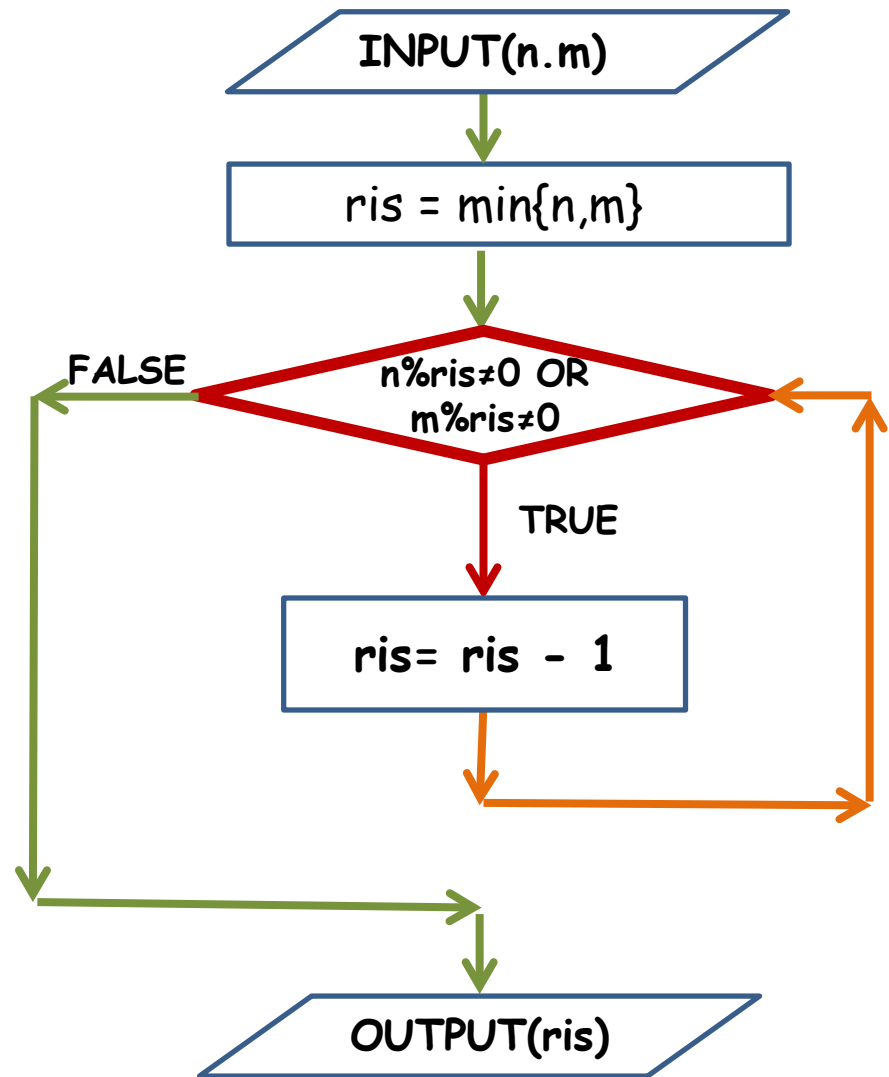 INPUT(n.m)
ris = min{n,m}
FALSE
n%ris≠0 OR
m%ris≠0
TRUE
ris= ris - 1
OUTPUT(ris)